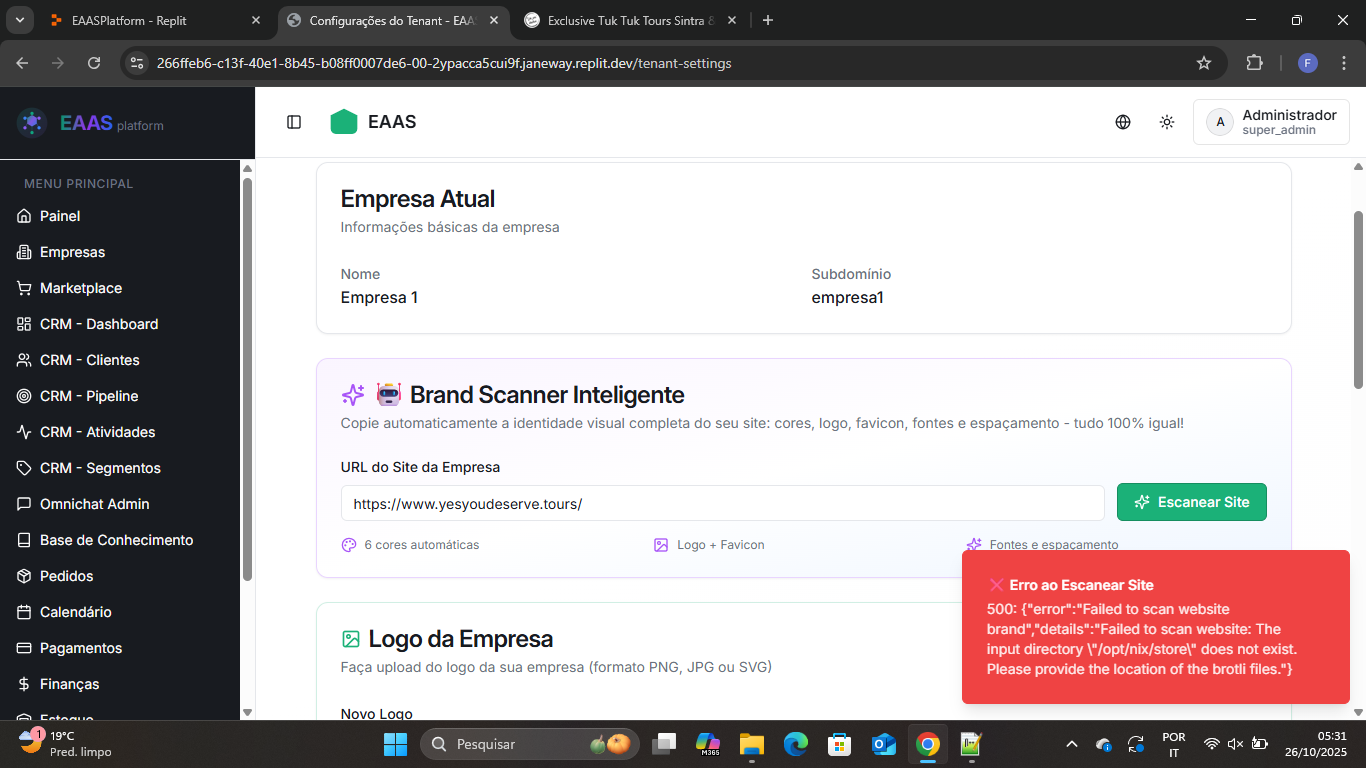 EAASPlatform - Replit
Configurações do Tenant - EAA
Exclusive Tuk Tuk Tours Sintra &
266ffeb6-c13f-40e1-8b45-b08ff0007de6-00-2ypacca5cui9f.janeway.replit.dev/tenant-settings
F
EAAS platform
EAAS
A
Administrador
super_admin
MENU PRINCIPAL
Painel
Empresas
Marketplace
CRM - Dashboard
CRM - Clientes
CRM - Pipeline
CRM - Atividades
CRM - Segmentos
Omnichat Admin
Base de Conhecimento
Pedidos
Calendário
Pagamentos
Finanças
Estoque
Empresa Atual
Informações básicas da empresa
Nome
Subdomínio
Empresa 1
empresa1
Brand Scanner Inteligente
Copie automaticamente a identidade visual completa do seu site: cores, logo, favicon, fontes e espaçamento - tudo 100% igual!
URL do Site da Empresa
https://www.yesyoudeserve.tours/
Escanear Site
6 cores automáticas
Logo + Favicon
Fontes e espaçamento
Logo da Empresa
Faça upload do logo da sua empresa (formato PNG, JPG ou SVG)
Novo Logo
Erro ao Escanear Site
500: {"error":"Failed to scan website
brand","details":"Failed to scan website: The
input directory \"/opt/nix/store\" does not exist.
Please provide the location of the brotli files."}
1
19°C
Pred. limpo
Pesquisar
M365
POR
IT
05:31
26/10/2025